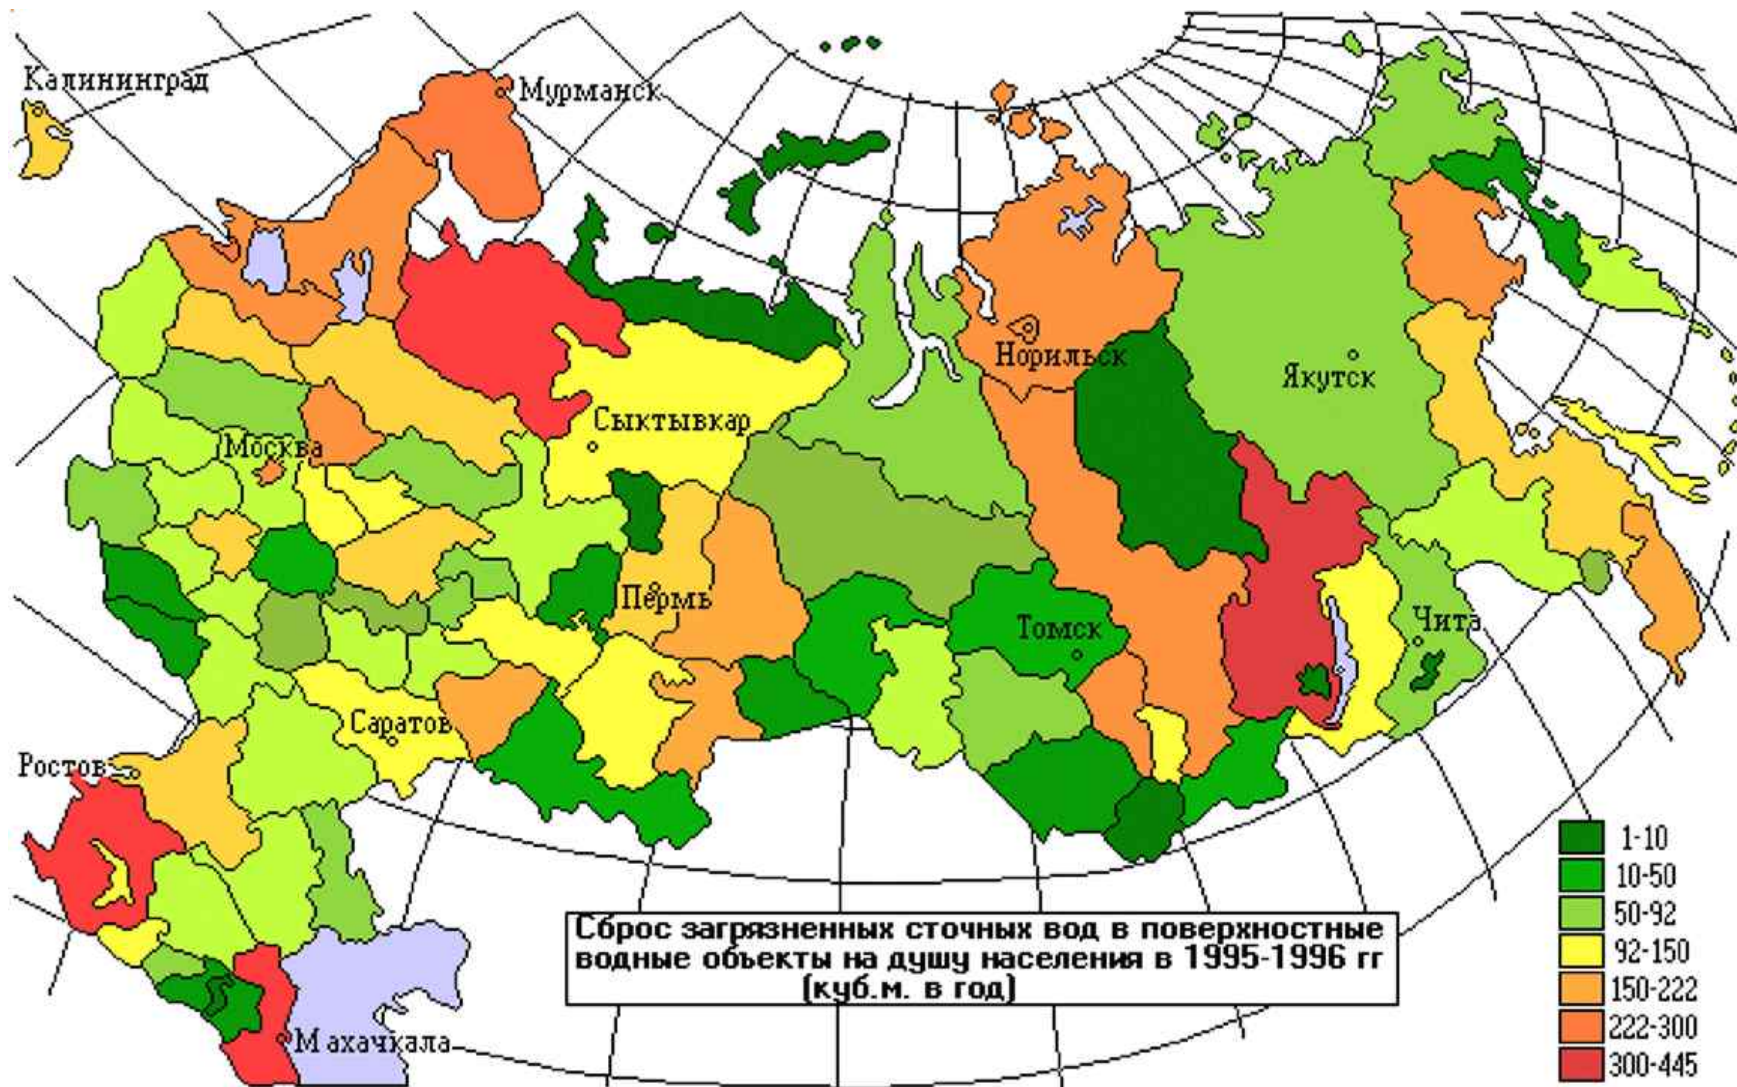 Калининград
Мурманск
Норильск
Якутск
Сыктывкар
Москва
Пермь
Томск
Чита
Саратов
Ростов
Махачкала
1-10
10-50
50-92
92-150
150-222
222-300
300-445
Сброс загрязненных сточных вод в поверхностные
водные объекты на душу населения в 1995-1996 гг
(куб.м. в год)